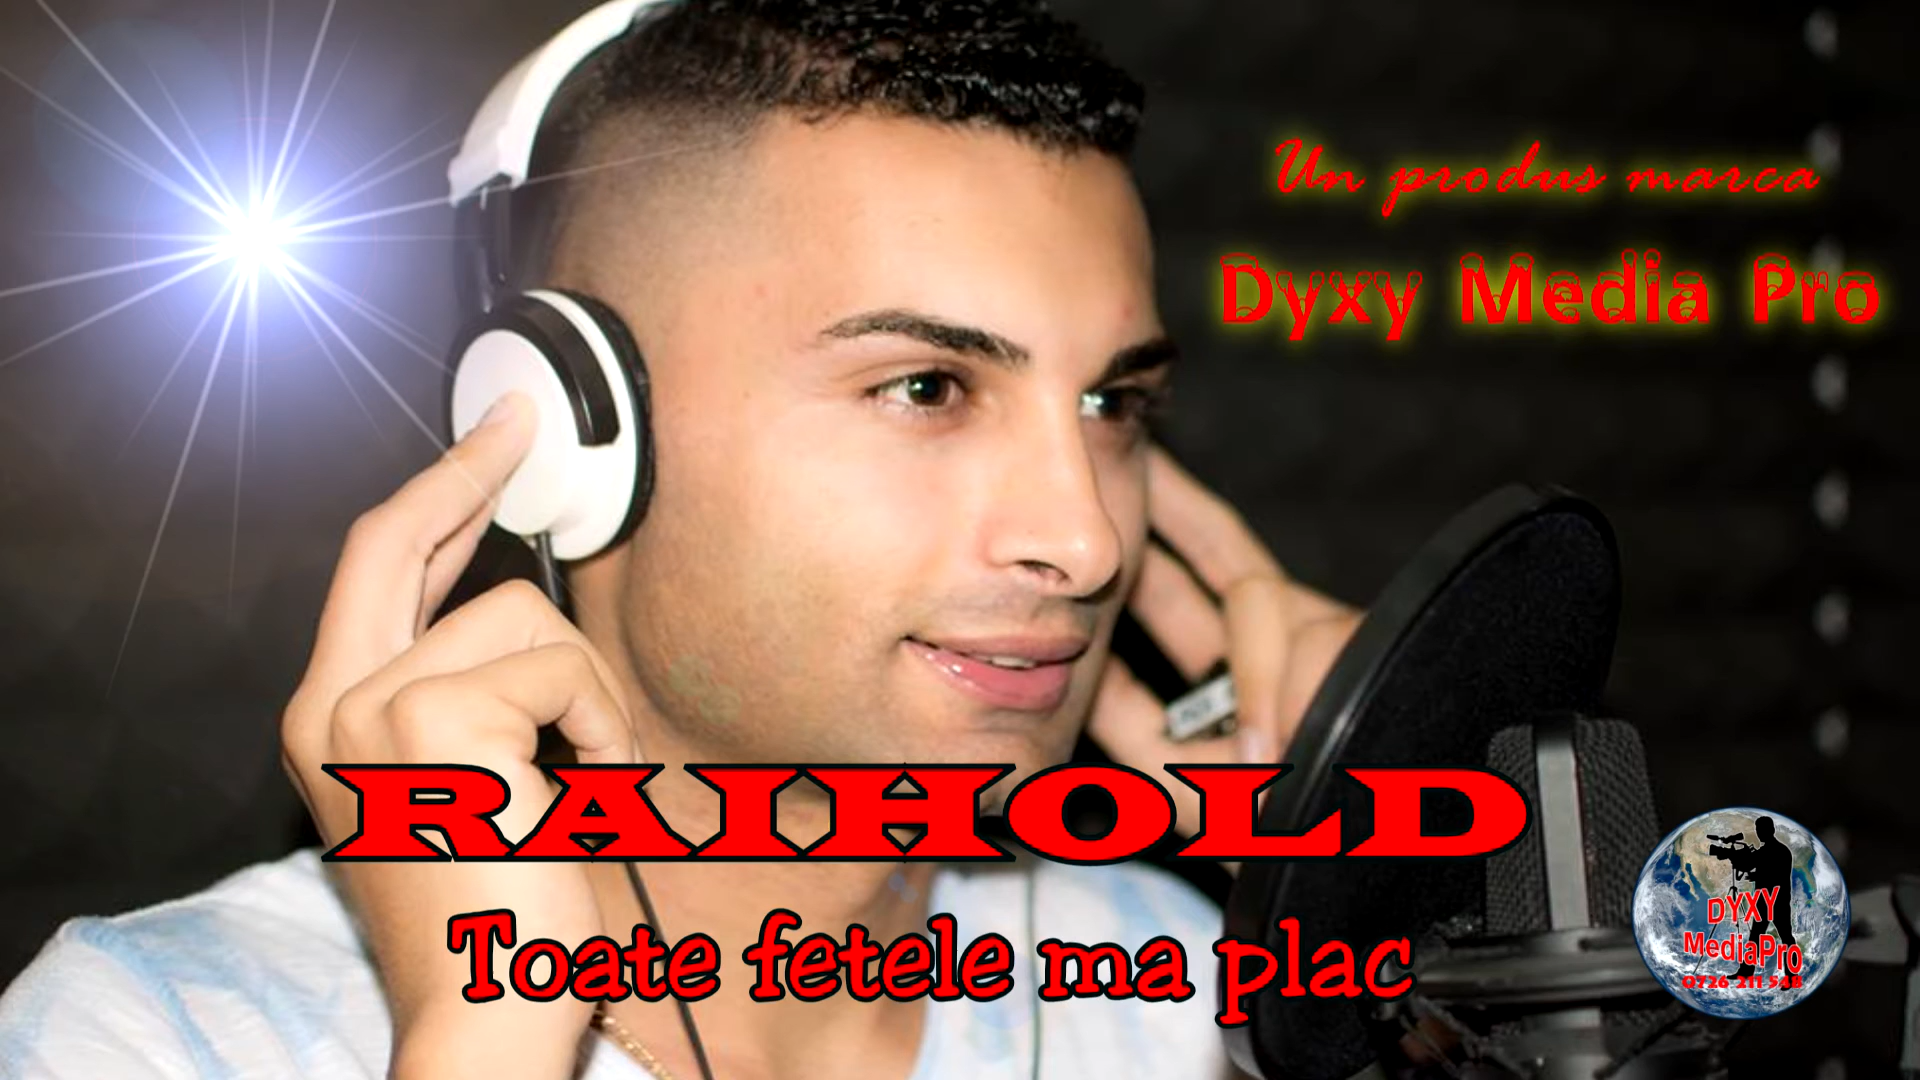 Un produs marca
Dyxy Media Pro
RAIHOLD
Toate fetele ma plac
DYXY
MediaPro
0726 211 548